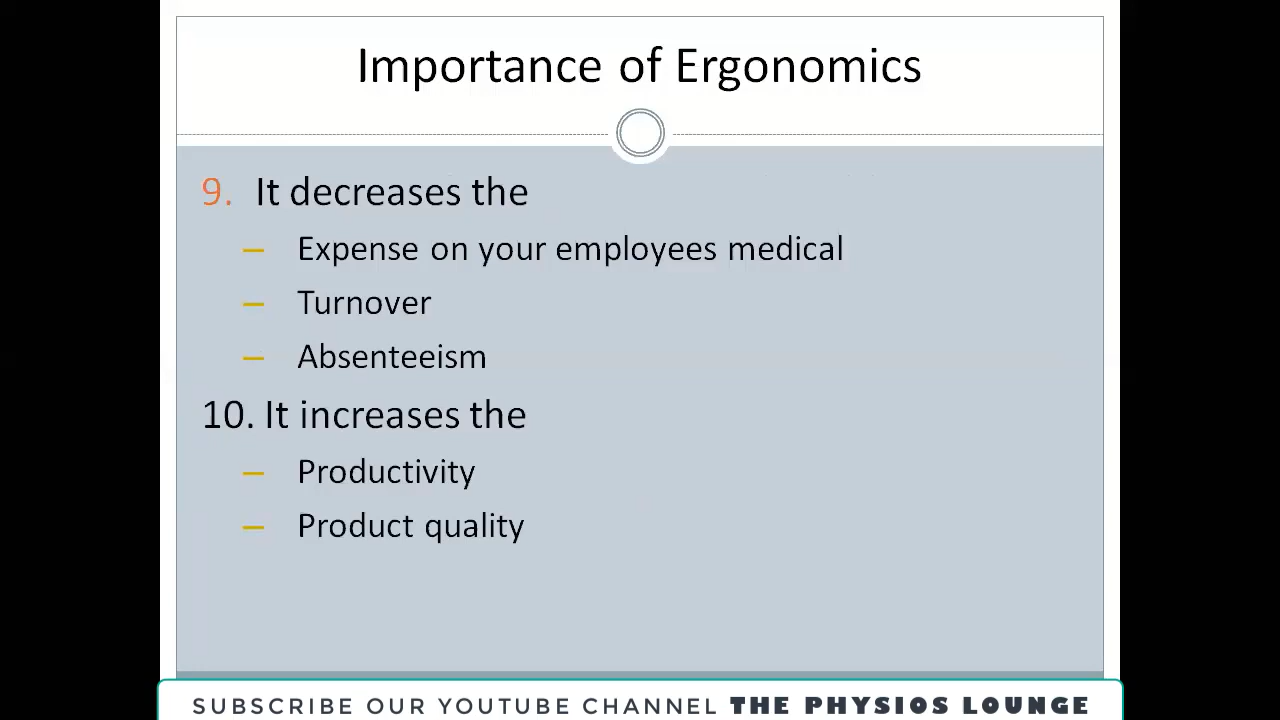 Importance of Ergonomics
9. It decreases the
– Expense on your employees medical
– Turnover
– Absenteeism
10. It increases the
– Productivity
– Product quality
SUBSCRIBE OUR YOUTUBE CHANNEL THE PHYSIOS LOUNGE